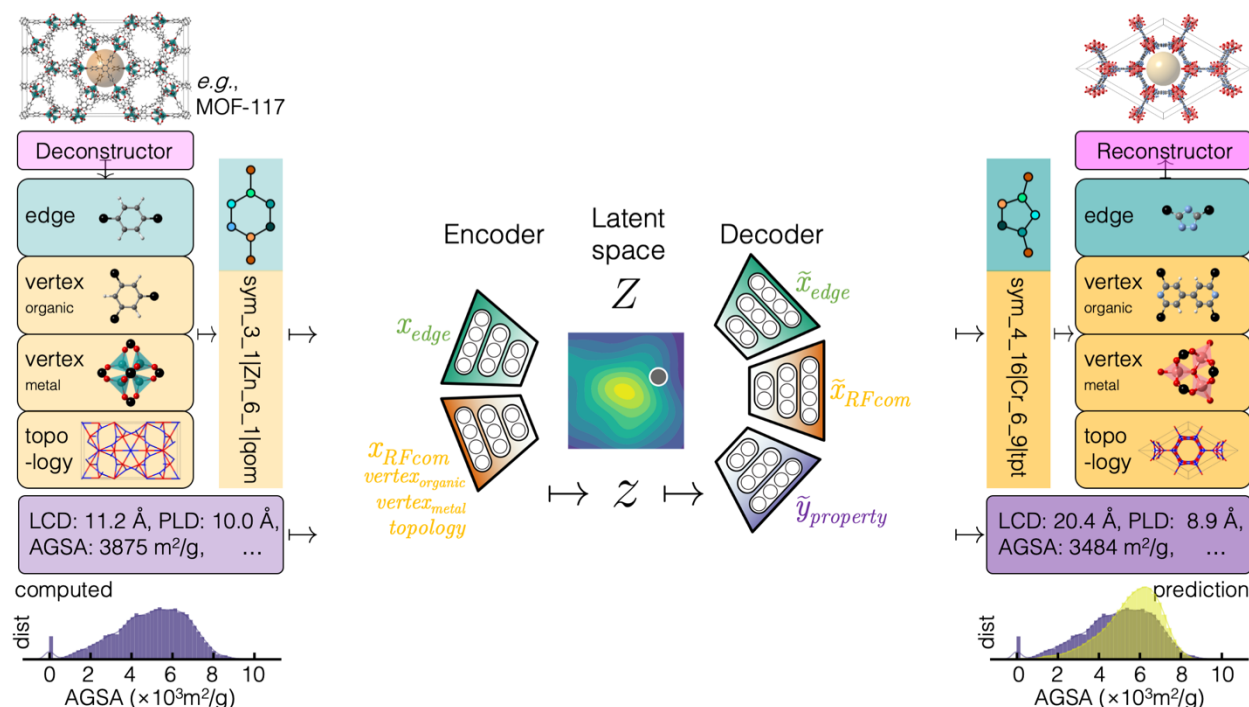 e.g.,
MOF-117
Deconstructor
edge
vertex
organic
vertex
metal
topo
-logy
sym_3_1|Zn_6_1|qom
LCD: 11.2 Å, PLD: 10.0 Å,
AGSA: 3875 m²/g, ...
computed
dist
0 2 4 6 8 10
AGSA (×10³m²/g)
Encoder
Latent
space
Decoder
Z
x_edge
x_RFcom
vertex_organic
vertex_metal
topology
z
x̃_edge
x̃_RFcom
ỹ_property
Reconstructor
edge
vertex
organic
vertex
metal
topo
-logy
sym_4_16|Cr_6_9|tpt
LCD: 20.4 Å, PLD: 8.9 Å,
AGSA: 3484 m²/g, ...
prediction
dist
0 2 4 6 8 10
AGSA (×10³m²/g)